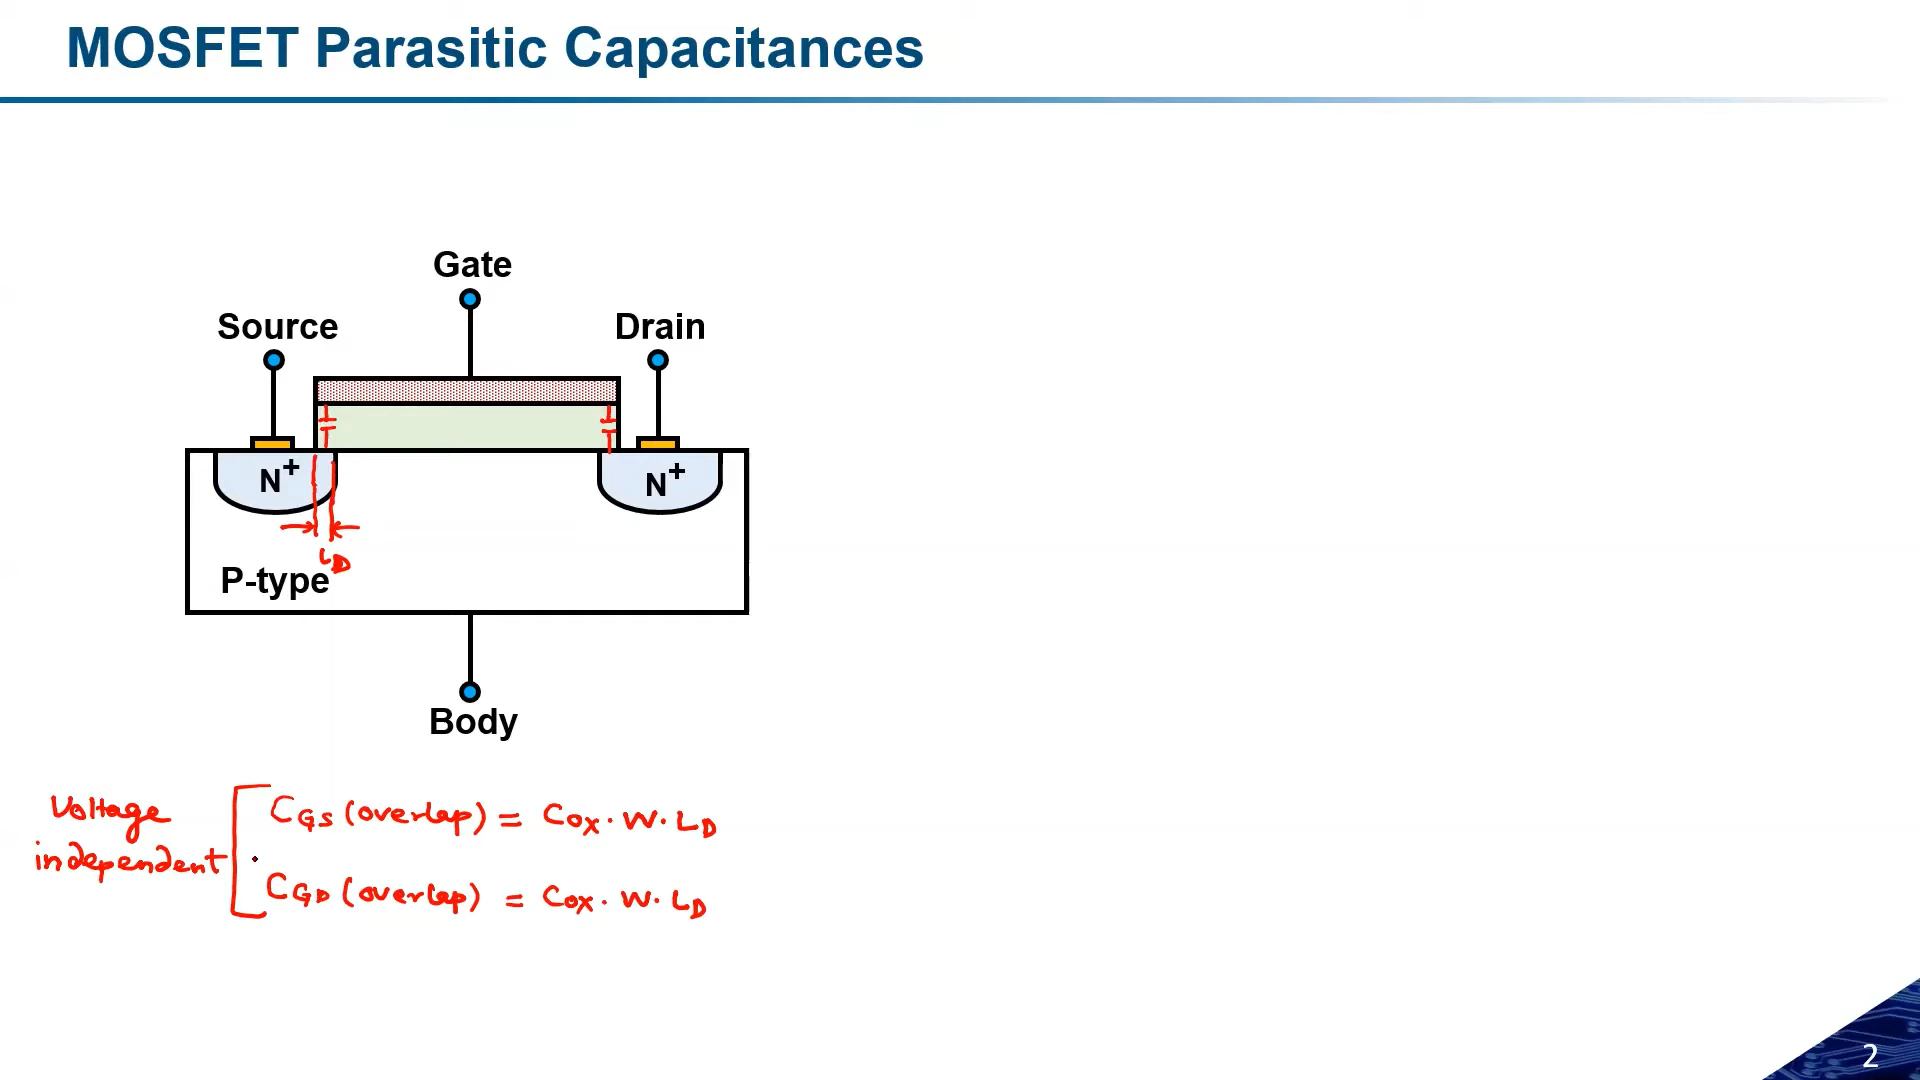 MOSFET Parasitic Capacitances
Gate
Source
Drain
N+
N+
LD
P-type
Body
Voltage
independent
CGS (overlap) = Cox · W · LD
CGD (overlap) = Cox · W · LD
2